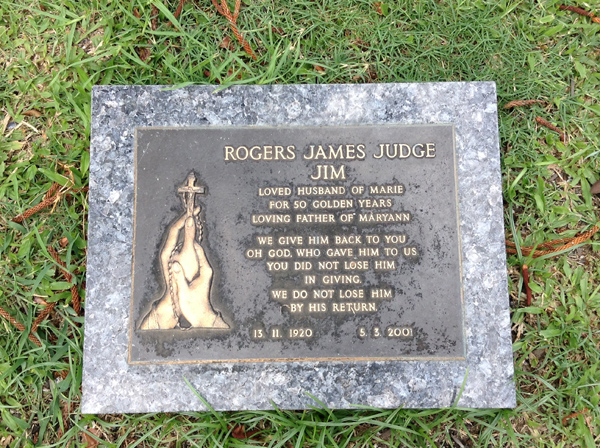 ROGERS JAMES JUDGE
JIM
LOVED HUSBAND OF MARIE
FOR 50 GOLDEN YEARS
LOVING FATHER OF MARYANN
WE GIVE HIM BACK TO YOU
OH GOD, WHO GAVE HIM TO US
YOU DID NOT LOSE HIM
IN GIVING.
WE DO NOT LOSE HIM
BY HIS RETURN.
13. 11. 1920 5. 3. 2001